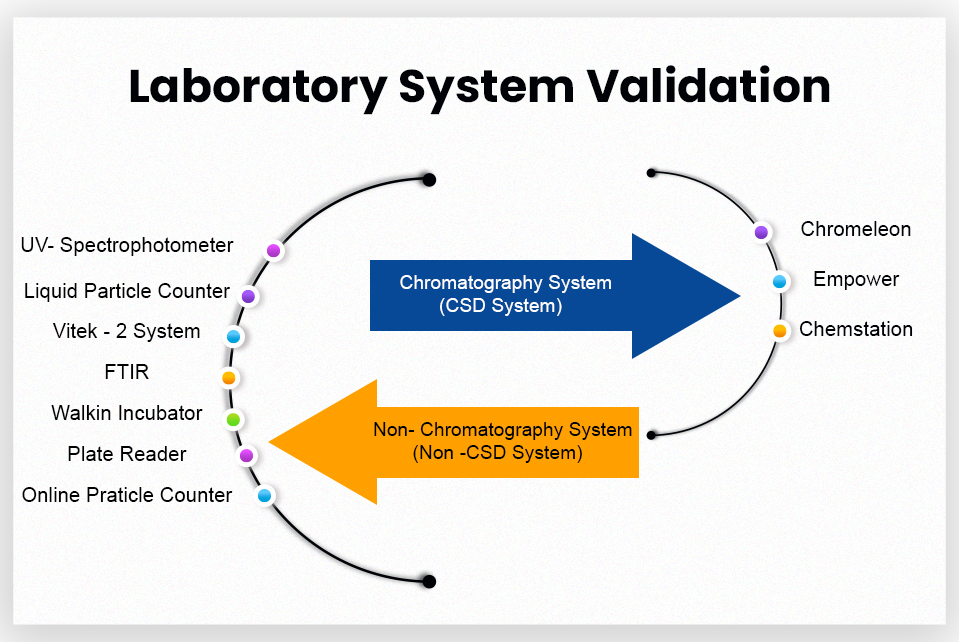 Laboratory System Validation
UV- Spectrophotometer
Liquid Particle Counter
Vitek - 2 System
FTIR
Walkin Incubator
Plate Reader
Online Praticle Counter
Chromatography System
(CSD System)
Non- Chromatography System
(Non -CSD System)
Chromeleon
Empower
Chemstation